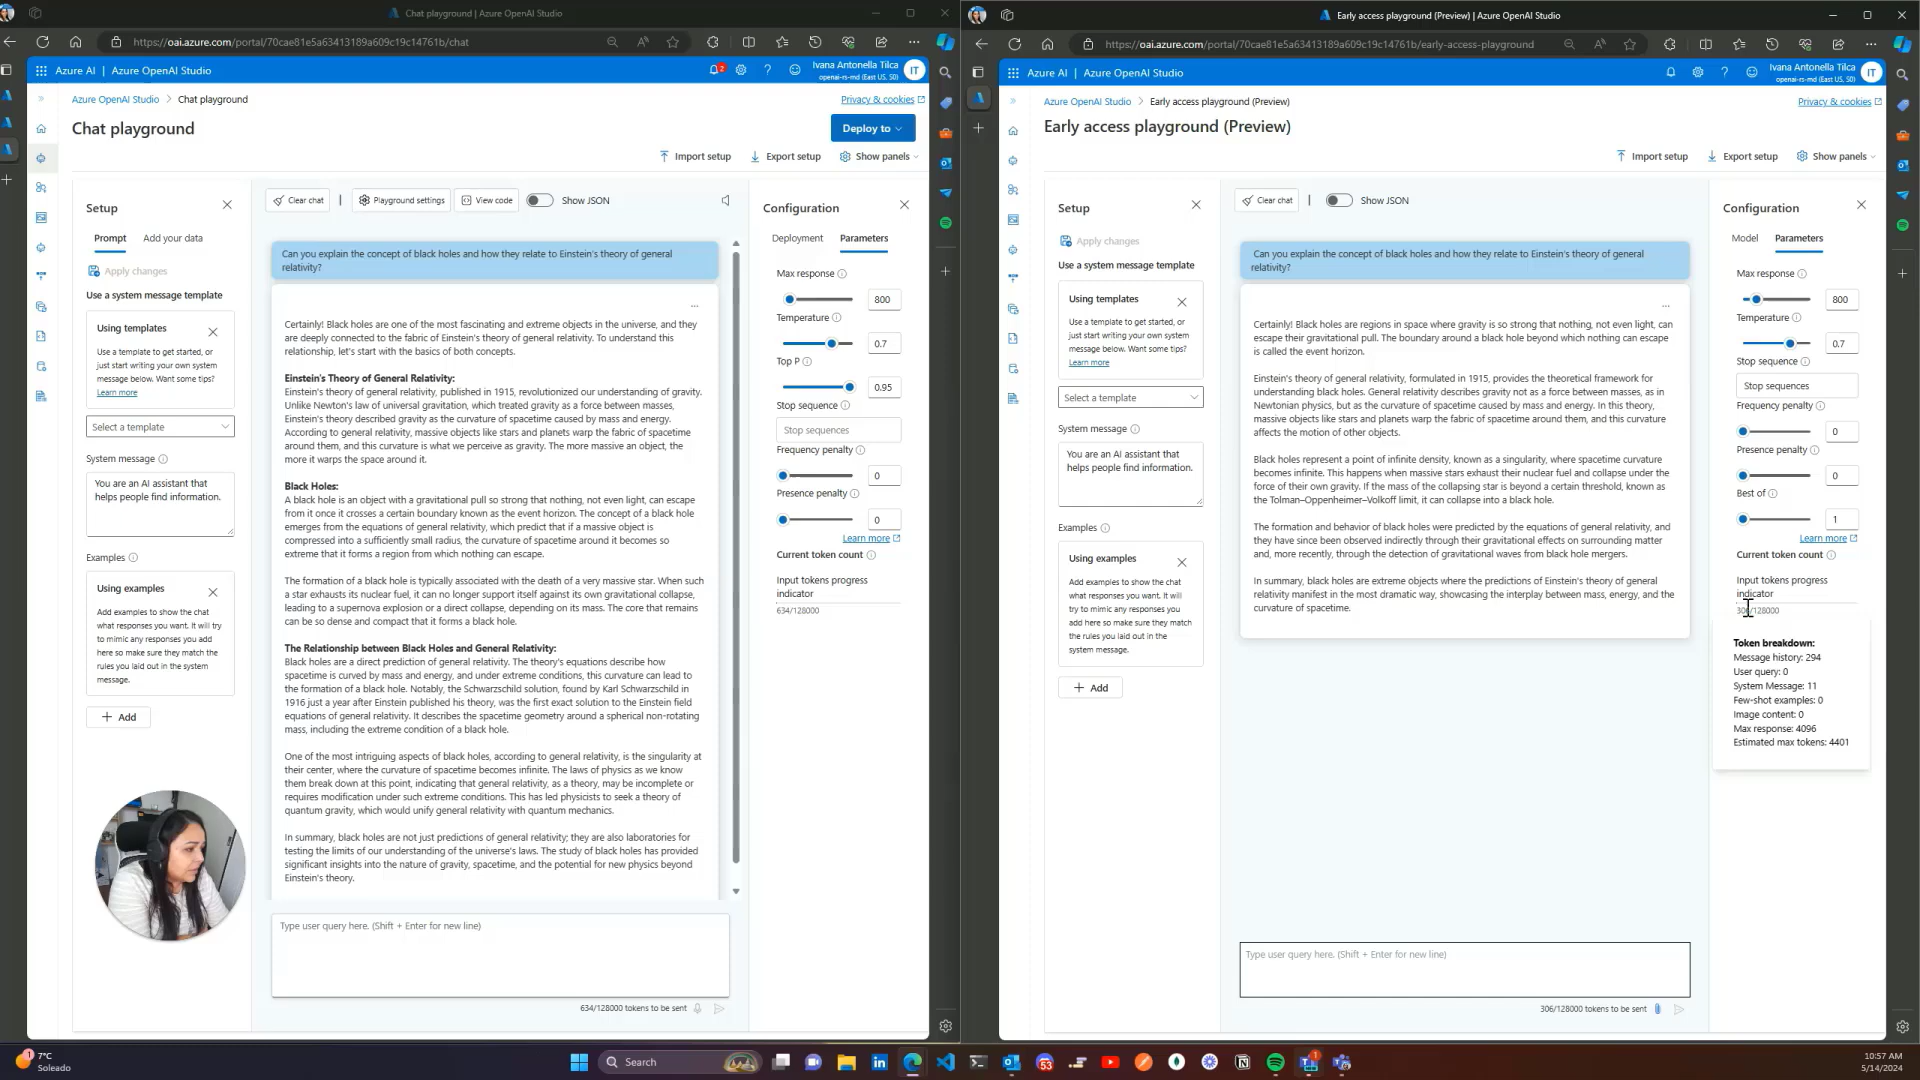 Chat playground | Azure OpenAI Studio
https://oai.azure.com/portal/70cae81e5a63413189a609c19c14761b/chat
Azure AI | Azure OpenAI Studio
2
Ivana Antonella Tilca
openai-rs-md (East US, S0)
IT
Azure OpenAI Studio > Chat playground
Privacy & cookies
Chat playground
Deploy to
Import setup
Export setup
Show panels
Setup
Prompt
Add your data
Apply changes
Use a system message template
Using templates
Use a template to get started, or
just start writing your own
system message below. Want
some tips?
Learn more
Select a template
System message
You are an AI assistant that
helps people find information.
Examples
Using examples
Add examples to show the chat
what responses you want. It will
try to mimic any responses you
add here so make sure they match
the rules you laid out in the
system message.
Add
Clear chat
Playground settings
View code
Show JSON
Can you explain the concept of black holes and how they relate to Einstein's theory of general
relativity?
Certainly! Black holes are one of the most fascinating and extreme objects in the universe, and they
are deeply connected to the fabric of Einstein's theory of general relativity. To understand this
relationship, let's start with the basics of both concepts.
Einstein's Theory of General Relativity:
Einstein's theory of general relativity, published in 1915, revolutionized our understanding of gravity.
Unlike Newton's law of universal gravitation, which treated gravity as a force between masses,
Einstein's theory described gravity as the curvature of spacetime caused by mass and energy.
According to general relativity, massive objects like stars and planets warp the fabric of spacetime
around them, and this curvature is what we perceive as gravity. The more massive an object, the
more it warps the space around it.
Black Holes:
A black hole is an object with a gravitational pull so strong that nothing, not even light, can escape
from it once it crosses a certain boundary known as the event horizon. The concept of a black hole
emerges from the equations of general relativity, which predict that if a massive object is
compressed into a sufficiently small radius, the curvature of spacetime around it becomes so
extreme that it forms a region from which nothing can escape.
The formation of a black hole is typically associated with the death of a very massive star. When such
a star exhausts its nuclear fuel, it can no longer support itself against its own gravitational collapse,
leading to a supernova explosion or a direct collapse, depending on its mass. The core that remains
can be so dense and compact that it forms a black hole.
The Relationship between Black Holes and General Relativity:
Black holes are a direct prediction of general relativity. The theory's equations describe how
spacetime is curved by mass and energy, and under extreme conditions, this curvature can lead to
the formation of a black hole. Notably, the Schwarzschild solution, found by Karl Schwarzschild in
1916 just a year after Einstein published his theory, was the first exact solution to the Einstein field
equations of general relativity. It describes the spacetime geometry around a spherical non-rotating
mass, including the extreme condition of a black hole.
One of the most intriguing aspects of black holes, according to general relativity, is the singularity at
their center, where the curvature of spacetime becomes infinite. The laws of physics as we know
them break down at this point, indicating that general relativity, as a theory, may be incomplete or
requires modification under such extreme conditions. This has led physicists to seek a theory of
quantum gravity, which would unify general relativity with quantum mechanics.
In summary, black holes are not just predictions of general relativity; they are also laboratories for
testing the limits of our understanding of the universe's laws. The study of black holes has provided
significant insights into the nature of gravity, spacetime, and the potential for new physics beyond
Einstein's theory.
Type user query here. (Shift + Enter for new line)
634/128000 tokens to be sent
Configuration
Deployment
Parameters
Max response
800
Temperature
0.7
Top P
0.95
Stop sequence
Stop sequences
Frequency penalty
0
Presence penalty
0
Learn more
Current token count
Input tokens progress
indicator
634/128000
Early access playground (Preview) | Azure OpenAI Studio
https://oai.azure.com/portal/70cae81e5a63413189a609c19c14761b/early-access-playground
Azure AI | Azure OpenAI Studio
Ivana Antonella Tilca
openai-rs-md (East US, S0)
IT
Azure OpenAI Studio > Early access playground (Preview)
Privacy & cookies
Early access playground (Preview)
Import setup
Export setup
Show panels
Setup
Apply changes
Use a system message template
Using templates
Use a template to get started, or
just start writing your own system
message below. Want some tips?
Learn more
Select a template
System message
You are an AI assistant that
helps people find information.
Examples
Using examples
Add examples to show the chat
what responses you want. It will
try to mimic any responses you
add here so make sure they match
the rules you laid out in the
system message.
Add
Clear chat
Show JSON
Can you explain the concept of black holes and how they relate to Einstein's theory of general
relativity?
Certainly! Black holes are regions in space where gravity is so strong that nothing, not even light, can
escape their gravitational pull. The boundary around a black hole beyond which nothing can escape
is called the event horizon.
Einstein's theory of general relativity, formulated in 1915, provides the theoretical framework for
understanding black holes. General relativity describes gravity not as a force between masses, as in
Newtonian physics, but as the curvature of spacetime caused by mass and energy. In this theory,
massive objects like stars and planets warp the fabric of spacetime around them, and this curvature
affects the motion of other objects.
Black holes represent a point of infinite density, known as a singularity, where spacetime curvature
becomes infinite. This happens when massive stars exhaust their nuclear fuel and collapse under the
force of their own gravity. If the mass of the collapsing star is beyond a certain threshold, known as
the Tolman–Oppenheimer–Volkoff limit, it can collapse into a black hole.
The formation and behavior of black holes were predicted by the equations of general relativity, and
they have since been observed indirectly through their gravitational effects on surrounding matter
and, more recently, through the detection of gravitational waves from black hole mergers.
In summary, black holes are extreme objects where the predictions of Einstein's theory of general
relativity manifest in the most dramatic way, showcasing the interplay between mass, energy, and the
curvature of spacetime.
Type user query here. (Shift + Enter for new line)
306/128000 tokens to be sent
Configuration
Model
Parameters
Max response
800
Temperature
0.7
Stop sequence
Stop sequences
Frequency penalty
0
Presence penalty
0
Best of
1
Learn more
Current token count
Input tokens progress
indicator
306/128000
Token breakdown:
Message history: 294
User query: 0
System Message: 11
Few-shot examples: 0
Image content: 0
Max response: 4096
Estimated max tokens: 4401
1
7°C
Soleado
Search
53
1
10:57 AM
5/14/2024